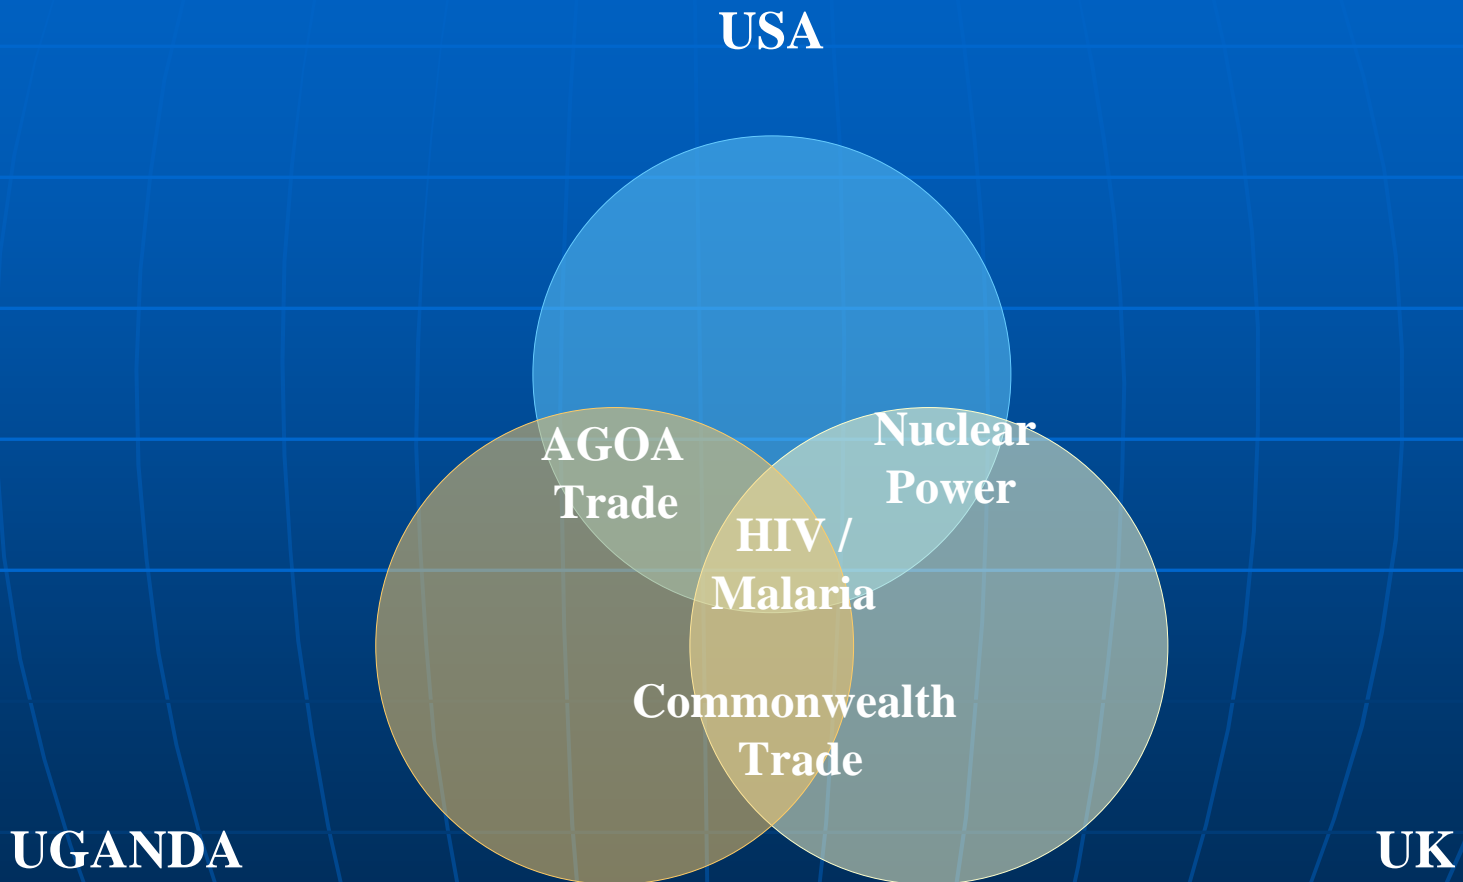 USA
Nuclear
Power
AGOA
Trade
HIV /
Malaria
Commonwealth
Trade
UGANDA
UK